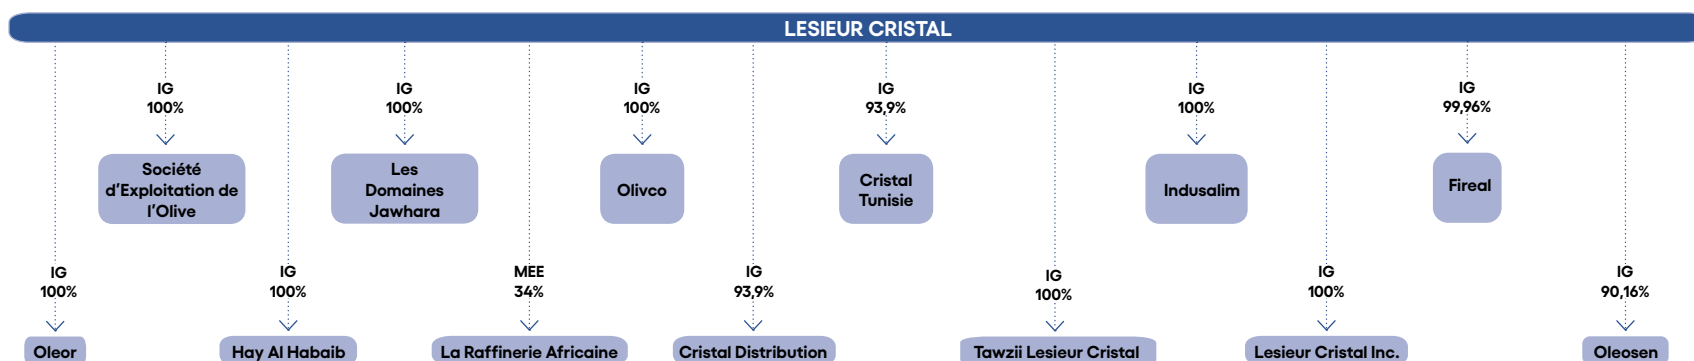 LESIEUR CRISTAL
IG
100%
Société
d'Exploitation de
l'Olive
IG
100%
Les
Domaines
Jawhara
IG
100%
Olivco
IG
93,9%
Cristal
Tunisie
IG
100%
Indusalim
IG
99,96%
Fireal
IG
100%
Oleor
IG
100%
Hay Al Habaib
MEE
34%
La Raffinerie Africaine
IG
93,9%
Cristal Distribution
IG
100%
Tawzii Lesieur Cristal
IG
100%
Lesieur Cristal Inc.
IG
90,16%
Oleosen